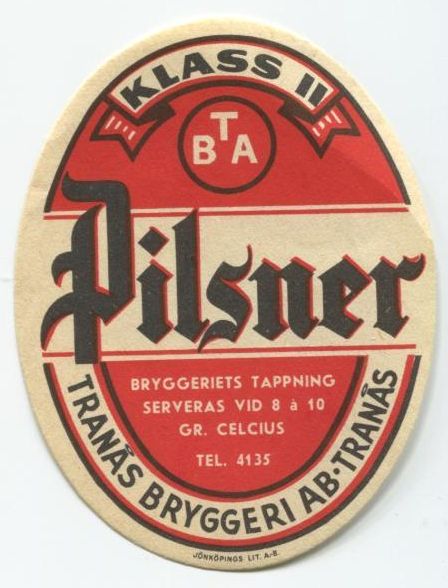 KLASS II
BTA
Pilsner
BRYGGERIETS TAPPNING
SERVERAS VID 8 à 10
GR. CELCIUS
TEL. 4135
TRANÅS BRYGGERI AB·TRANÅS
JÖNKÖPINGS LIT. A.-B.